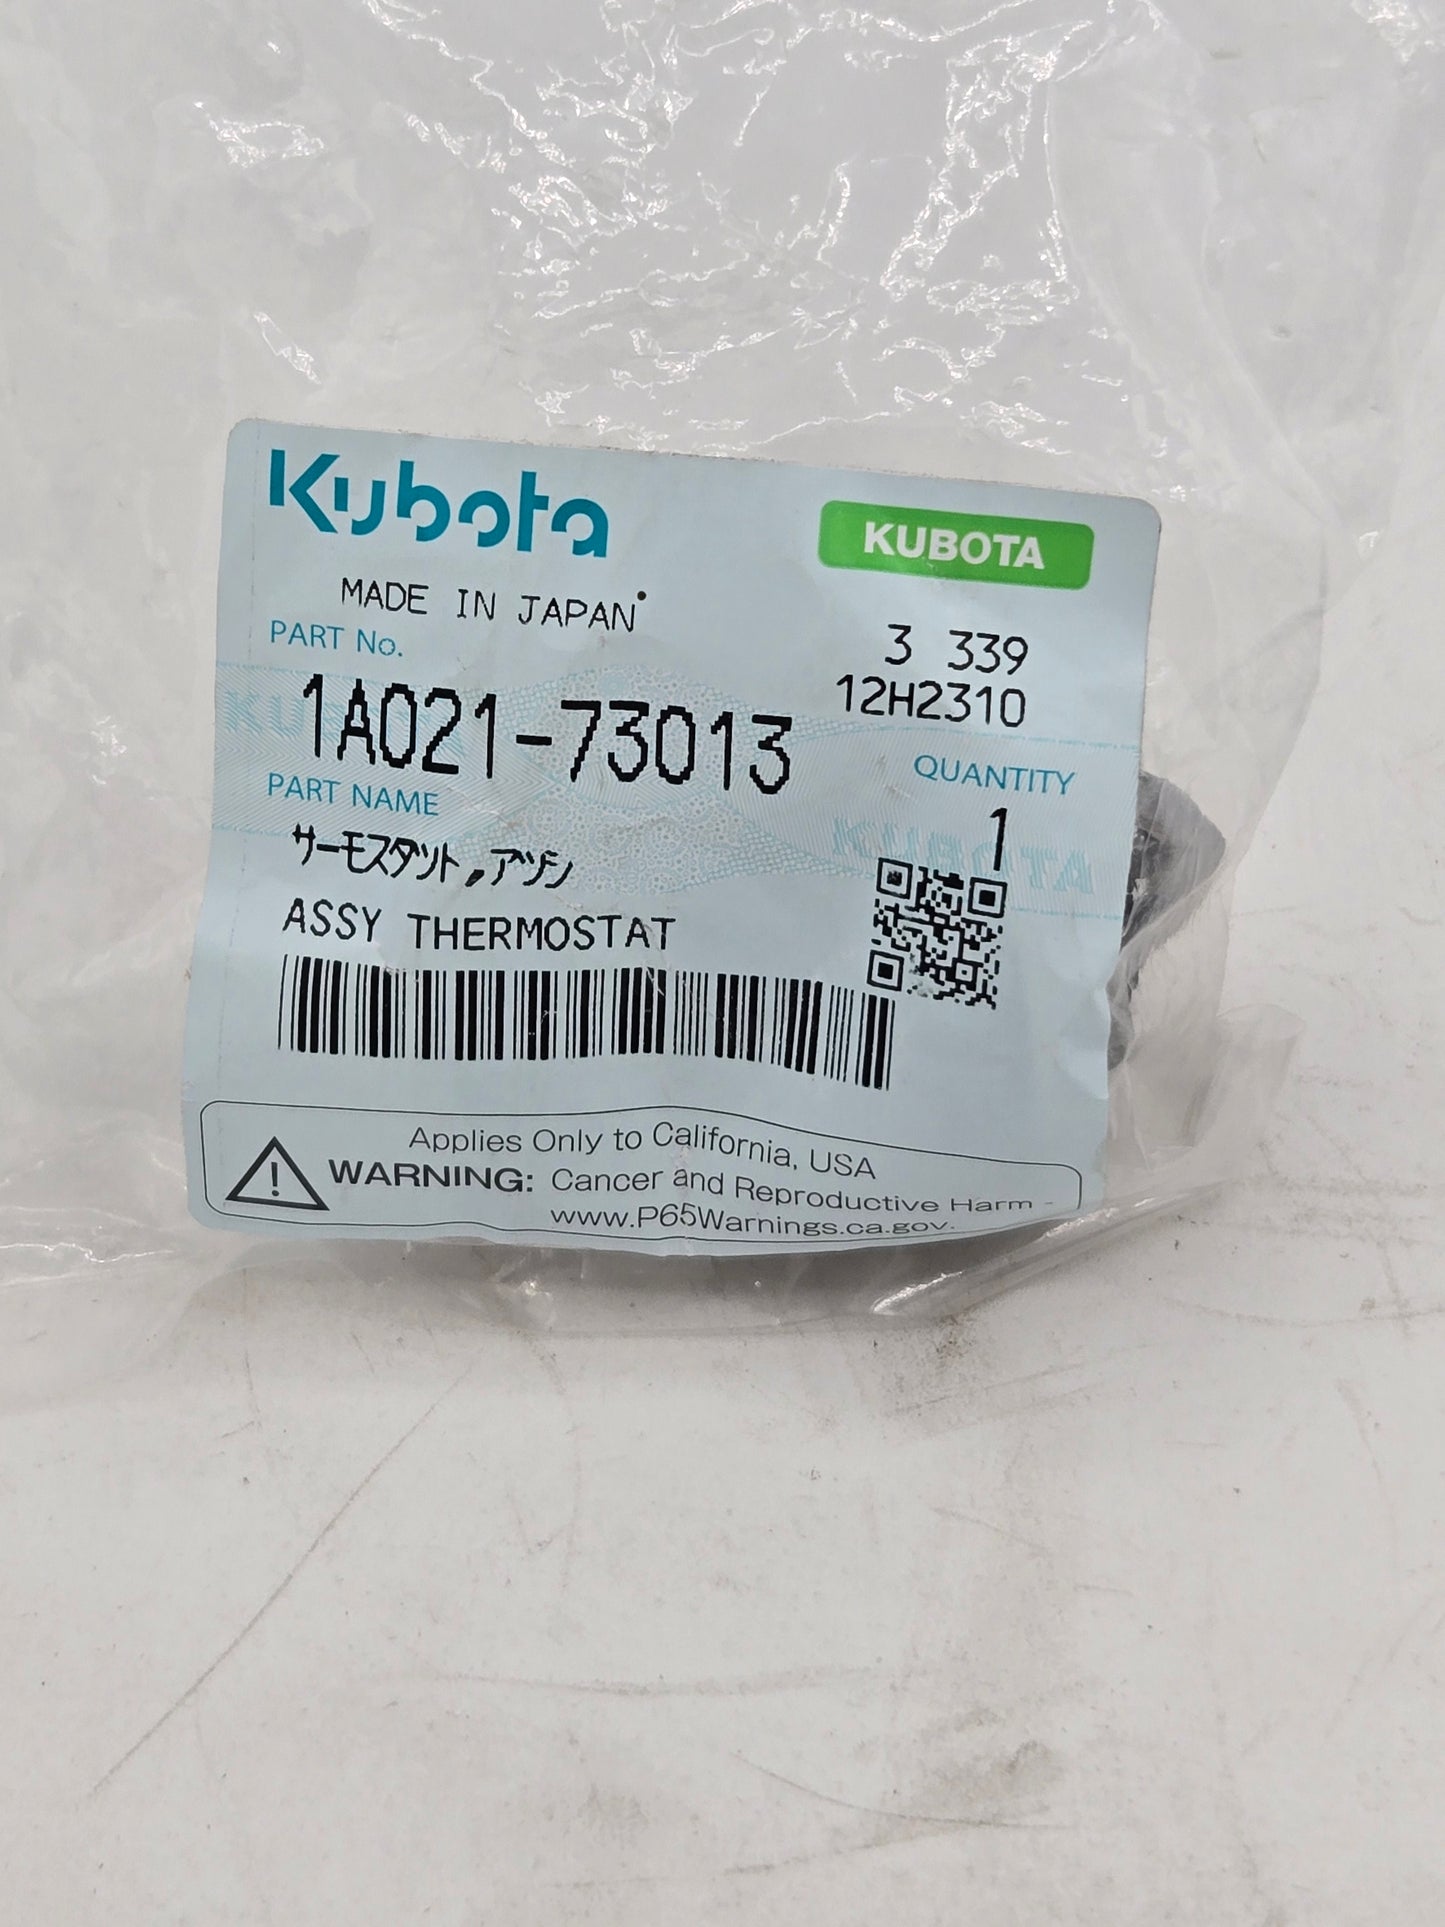 Kubota
KUBOTA
MADE IN JAPAN
3 339
PART No.
12H2310
1A021-73013
QUANTITY
1
PART NAME
サーモスタツト,アツシ
ASSY THERMOSTAT
Applies Only to California, USA
WARNING: Cancer and Reproductive Harm -
www.P65Warnings.ca.gov.